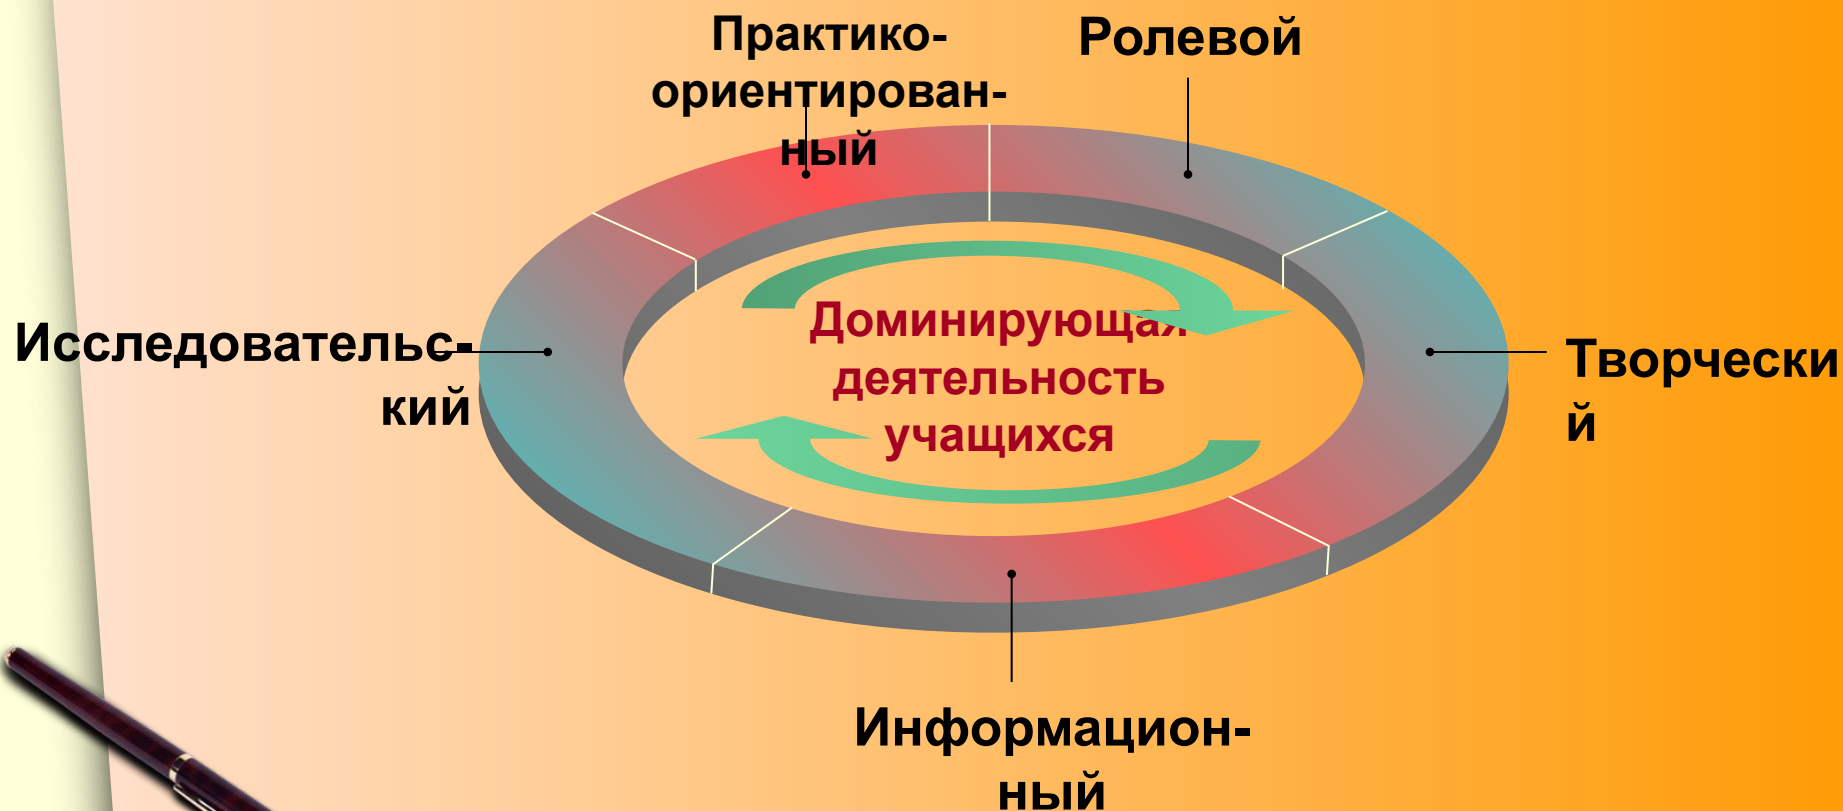 Практико-
ориентирован-
ный
Ролевой
Исследовательс-
кий
Доминирующая
деятельность
учащихся
Творчески
й
Информацион-
ный